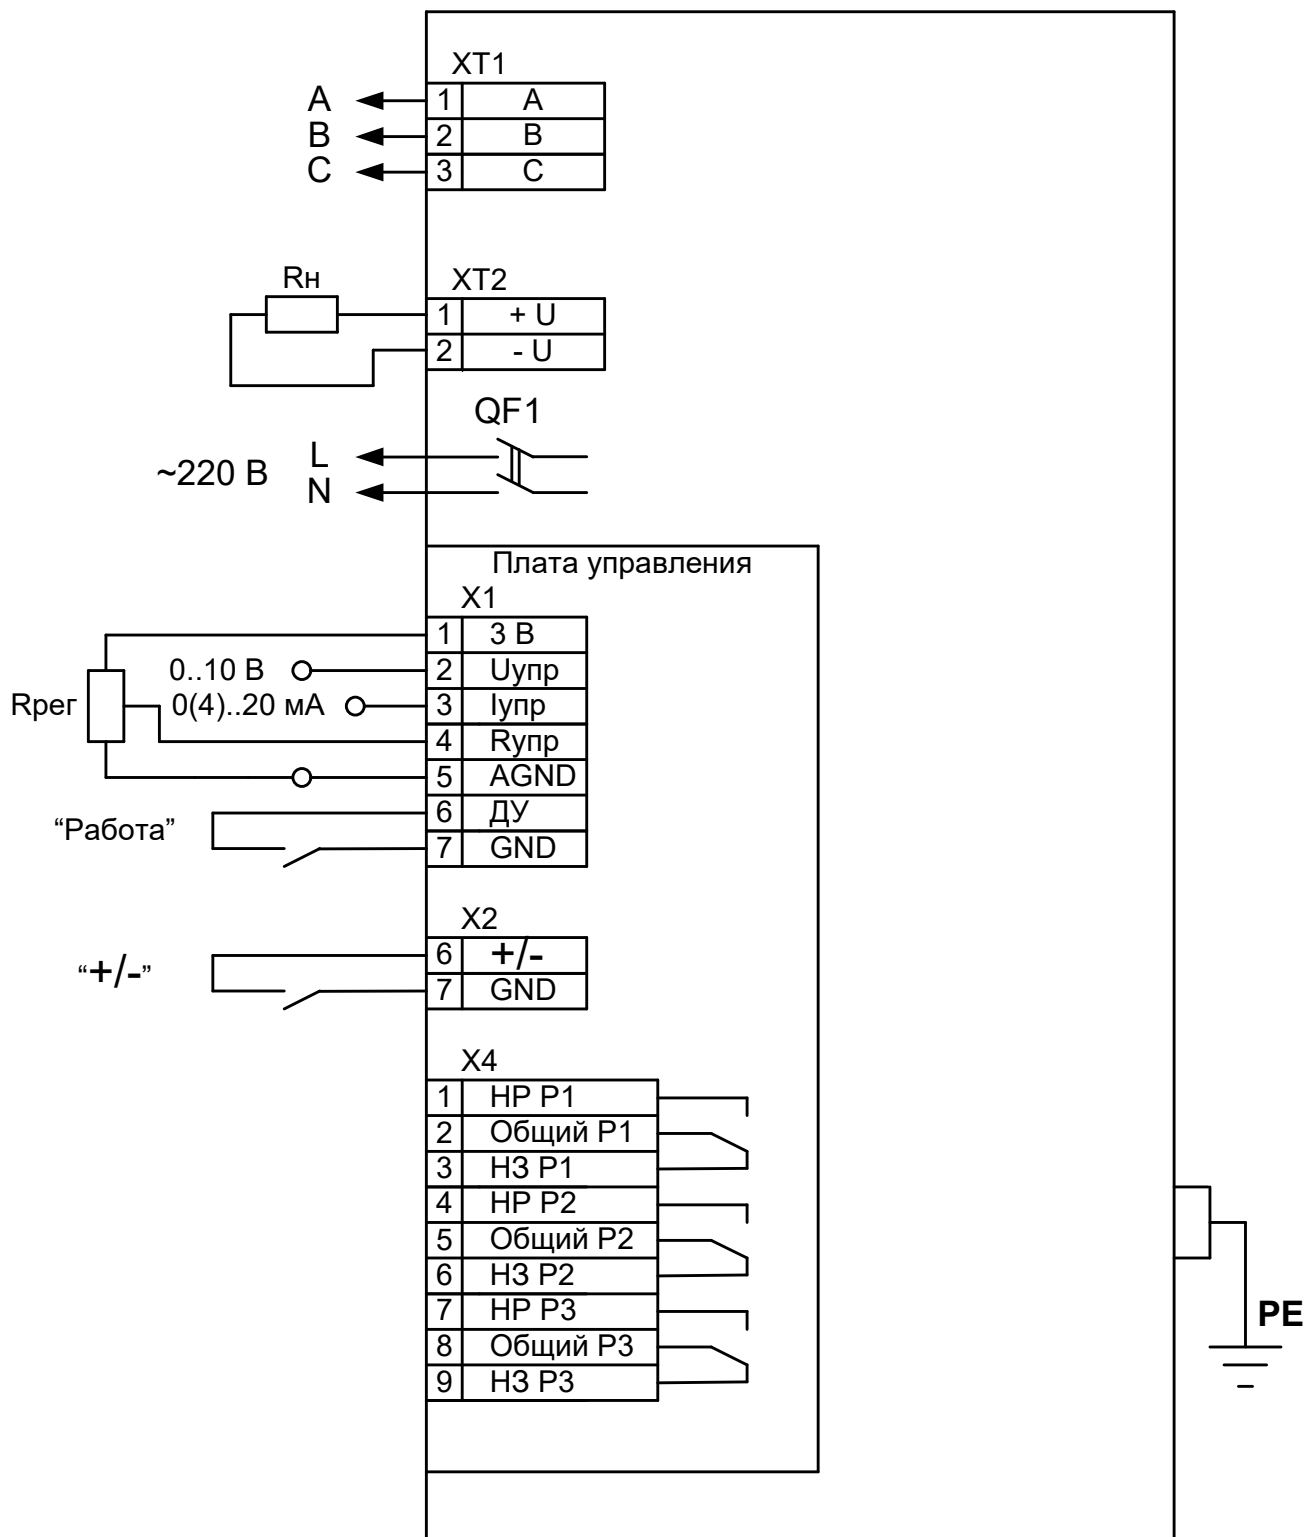 XT1
A 1 A
B 2 B
C 3 C
Rн
XT2
1 + U
2 - U
QF1
~220 В
L
N
Плата управления
X1
1 3 В
0..10 В 2 Uупр
Rрег 0(4)..20 мА 3 Iупр
4 Rупр
5 AGND
“Работа” 6 ДУ
7 GND
X2
“+/-” 6 +/-
7 GND
X4
1 НР Р1
2 Общий Р1
3 НЗ Р1
4 НР Р2
5 Общий Р2
6 НЗ Р2
7 НР Р3
8 Общий Р3
9 НЗ Р3
PE